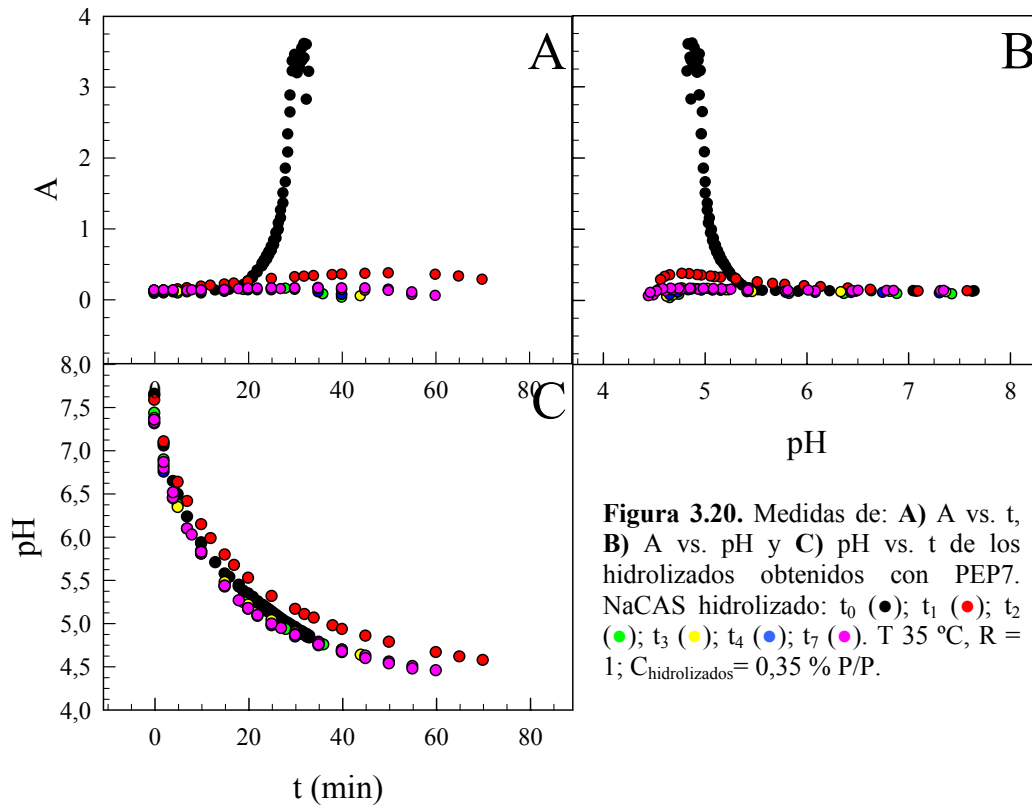 A
4
3
2
1
0
A
0 20 40 60 80
B
4 5 6 7 8
pH
C
8,0
7,5
7,0
6,5
6,0
5,5
5,0
4,5
4,0
pH
0 20 40 60 80
t (min)
Figura 3.20. Medidas de: A) A vs. t,
B) A vs. pH y C) pH vs. t de los
hidrolizados obtenidos con PEP7.
NaCAS hidrolizado: t₀ (●); t₁ (●); t₂
(●); t₃ (●); t₄ (●); t₇ (●). T 35 ºC, R =
1; Chidrolizados= 0,35 % P/P.